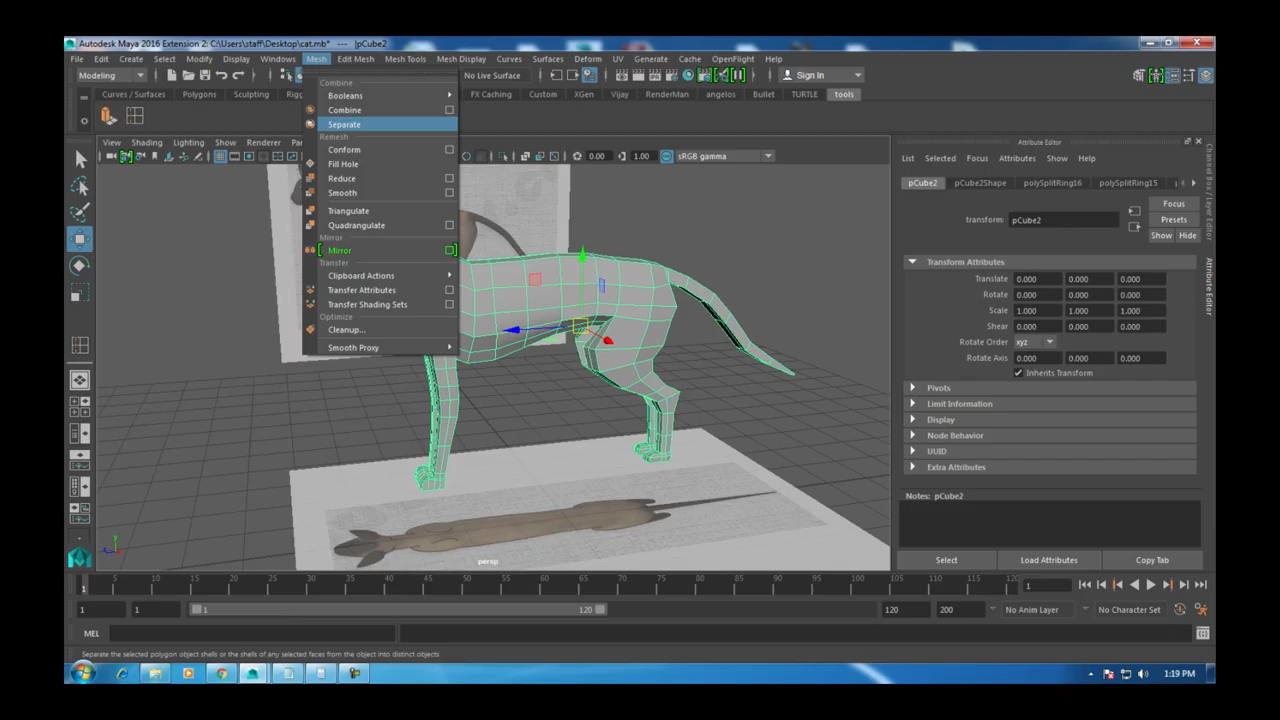 Autodesk Maya 2016 Extension 2: C:\Users\staff\Desktop\cat.mb* --- |pCube2
File Edit Create Select Modify Display Windows Mesh Edit Mesh Mesh Tools Mesh Display Curves Surfaces Deform UV Generate Cache OpenFlight Help
Modeling No Live Surface Sign In
Curves / Surfaces Polygons Sculpting Rigg FX Caching Custom XGen Vijay RenderMan angelos Bullet TURTLE tools
View Shading Lighting Show Renderer Pan 0.00 1.00 sRGB gamma
Combine
Booleans
Combine
Separate
Remesh
Conform
Fill Hole
Reduce
Smooth
Triangulate
Quadrangulate
Mirror
Mirror
Transfer
Clipboard Actions
Transfer Attributes
Transfer Shading Sets
Optimize
Cleanup...
Smooth Proxy
persp
y
Attribute Editor
List Selected Focus Attributes Show Help
pCube2 pCube2Shape polySplitRing16 polySplitRing15
transform: pCube2
Focus
Presets
Show Hide
Transform Attributes
Translate 0.000 0.000 0.000
Rotate 0.000 0.000 0.000
Scale 1.000 1.000 1.000
Shear 0.000 0.000 0.000
Rotate Order xyz
Rotate Axis 0.000 0.000 0.000
Inherits Transform
Pivots
Limit Information
Display
Node Behavior
UUID
Extra Attributes
Notes: pCube2
Select Load Attributes Copy Tab
Channel Box / Layer Editor
Attribute Editor
5 10 15 20 25 30 35 40 45 50 55 60 65 70 75 80 85 90 95 100 105 110 115 120
1 1
1 1 1 120 120 200 No Anim Layer No Character Set
MEL
Separate the selected polygon object shells or the shells of any selected faces from the object into distinct objects
1:19 PM